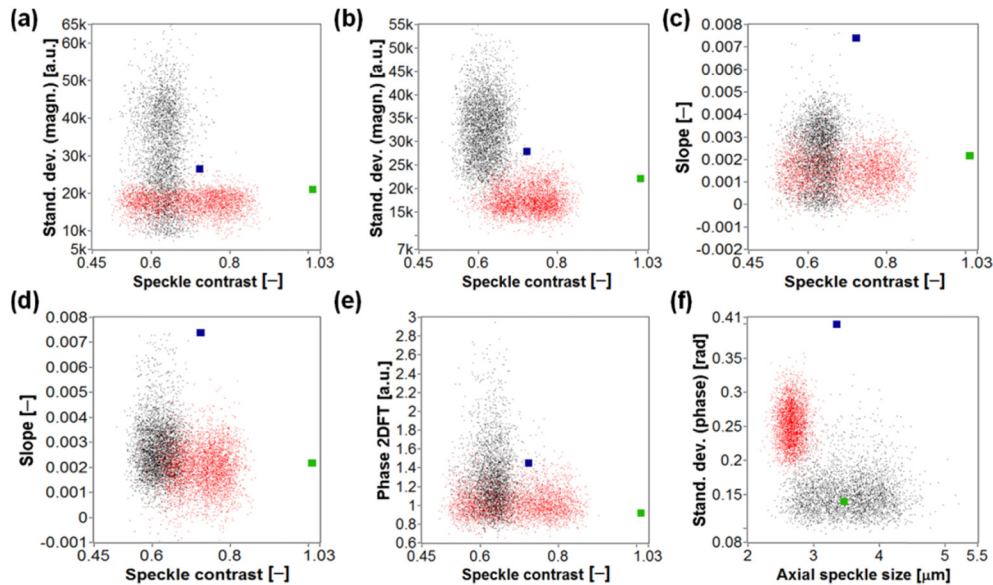 (a)
65k
60k
50k
40k
30k
20k
10k
5k
0.45
0.6
0.8
1.03
Stand. dev. (magn.) [a.u.]
Speckle contrast [–]
(b)
55k
50k
45k
40k
35k
30k
25k
20k
15k
7k
0.45
0.6
0.8
1.03
Stand. dev. (magn.) [a.u.]
Speckle contrast [–]
(c)
0.008
0.007
0.006
0.005
0.004
0.003
0.002
0.001
0
-0.001
-0.002
0.45
0.6
0.8
1.03
Slope [–]
Speckle contrast [–]
(d)
0.008
0.007
0.006
0.005
0.004
0.003
0.002
0.001
0
-0.001
0.45
0.6
0.8
1.03
Slope [–]
Speckle contrast [–]
(e)
3
2.8
2.6
2.4
2.2
2
1.8
1.6
1.4
1.2
1
0.8
0.6
0.45
0.6
0.8
1.03
Phase 2DFT [a.u.]
Speckle contrast [–]
(f)
0.41
0.35
0.3
0.25
0.2
0.15
0.08
2
3
4
5
5.5
Stand. dev. (phase) [rad]
Axial speckle size [μm]